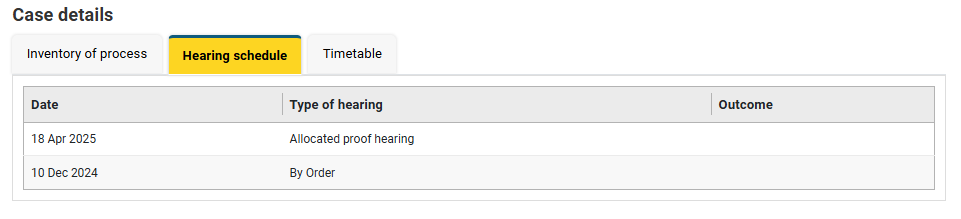 Case details
Inventory of process Hearing schedule Timetable
Date Type of hearing Outcome
18 Apr 2025 Allocated proof hearing
10 Dec 2024 By Order